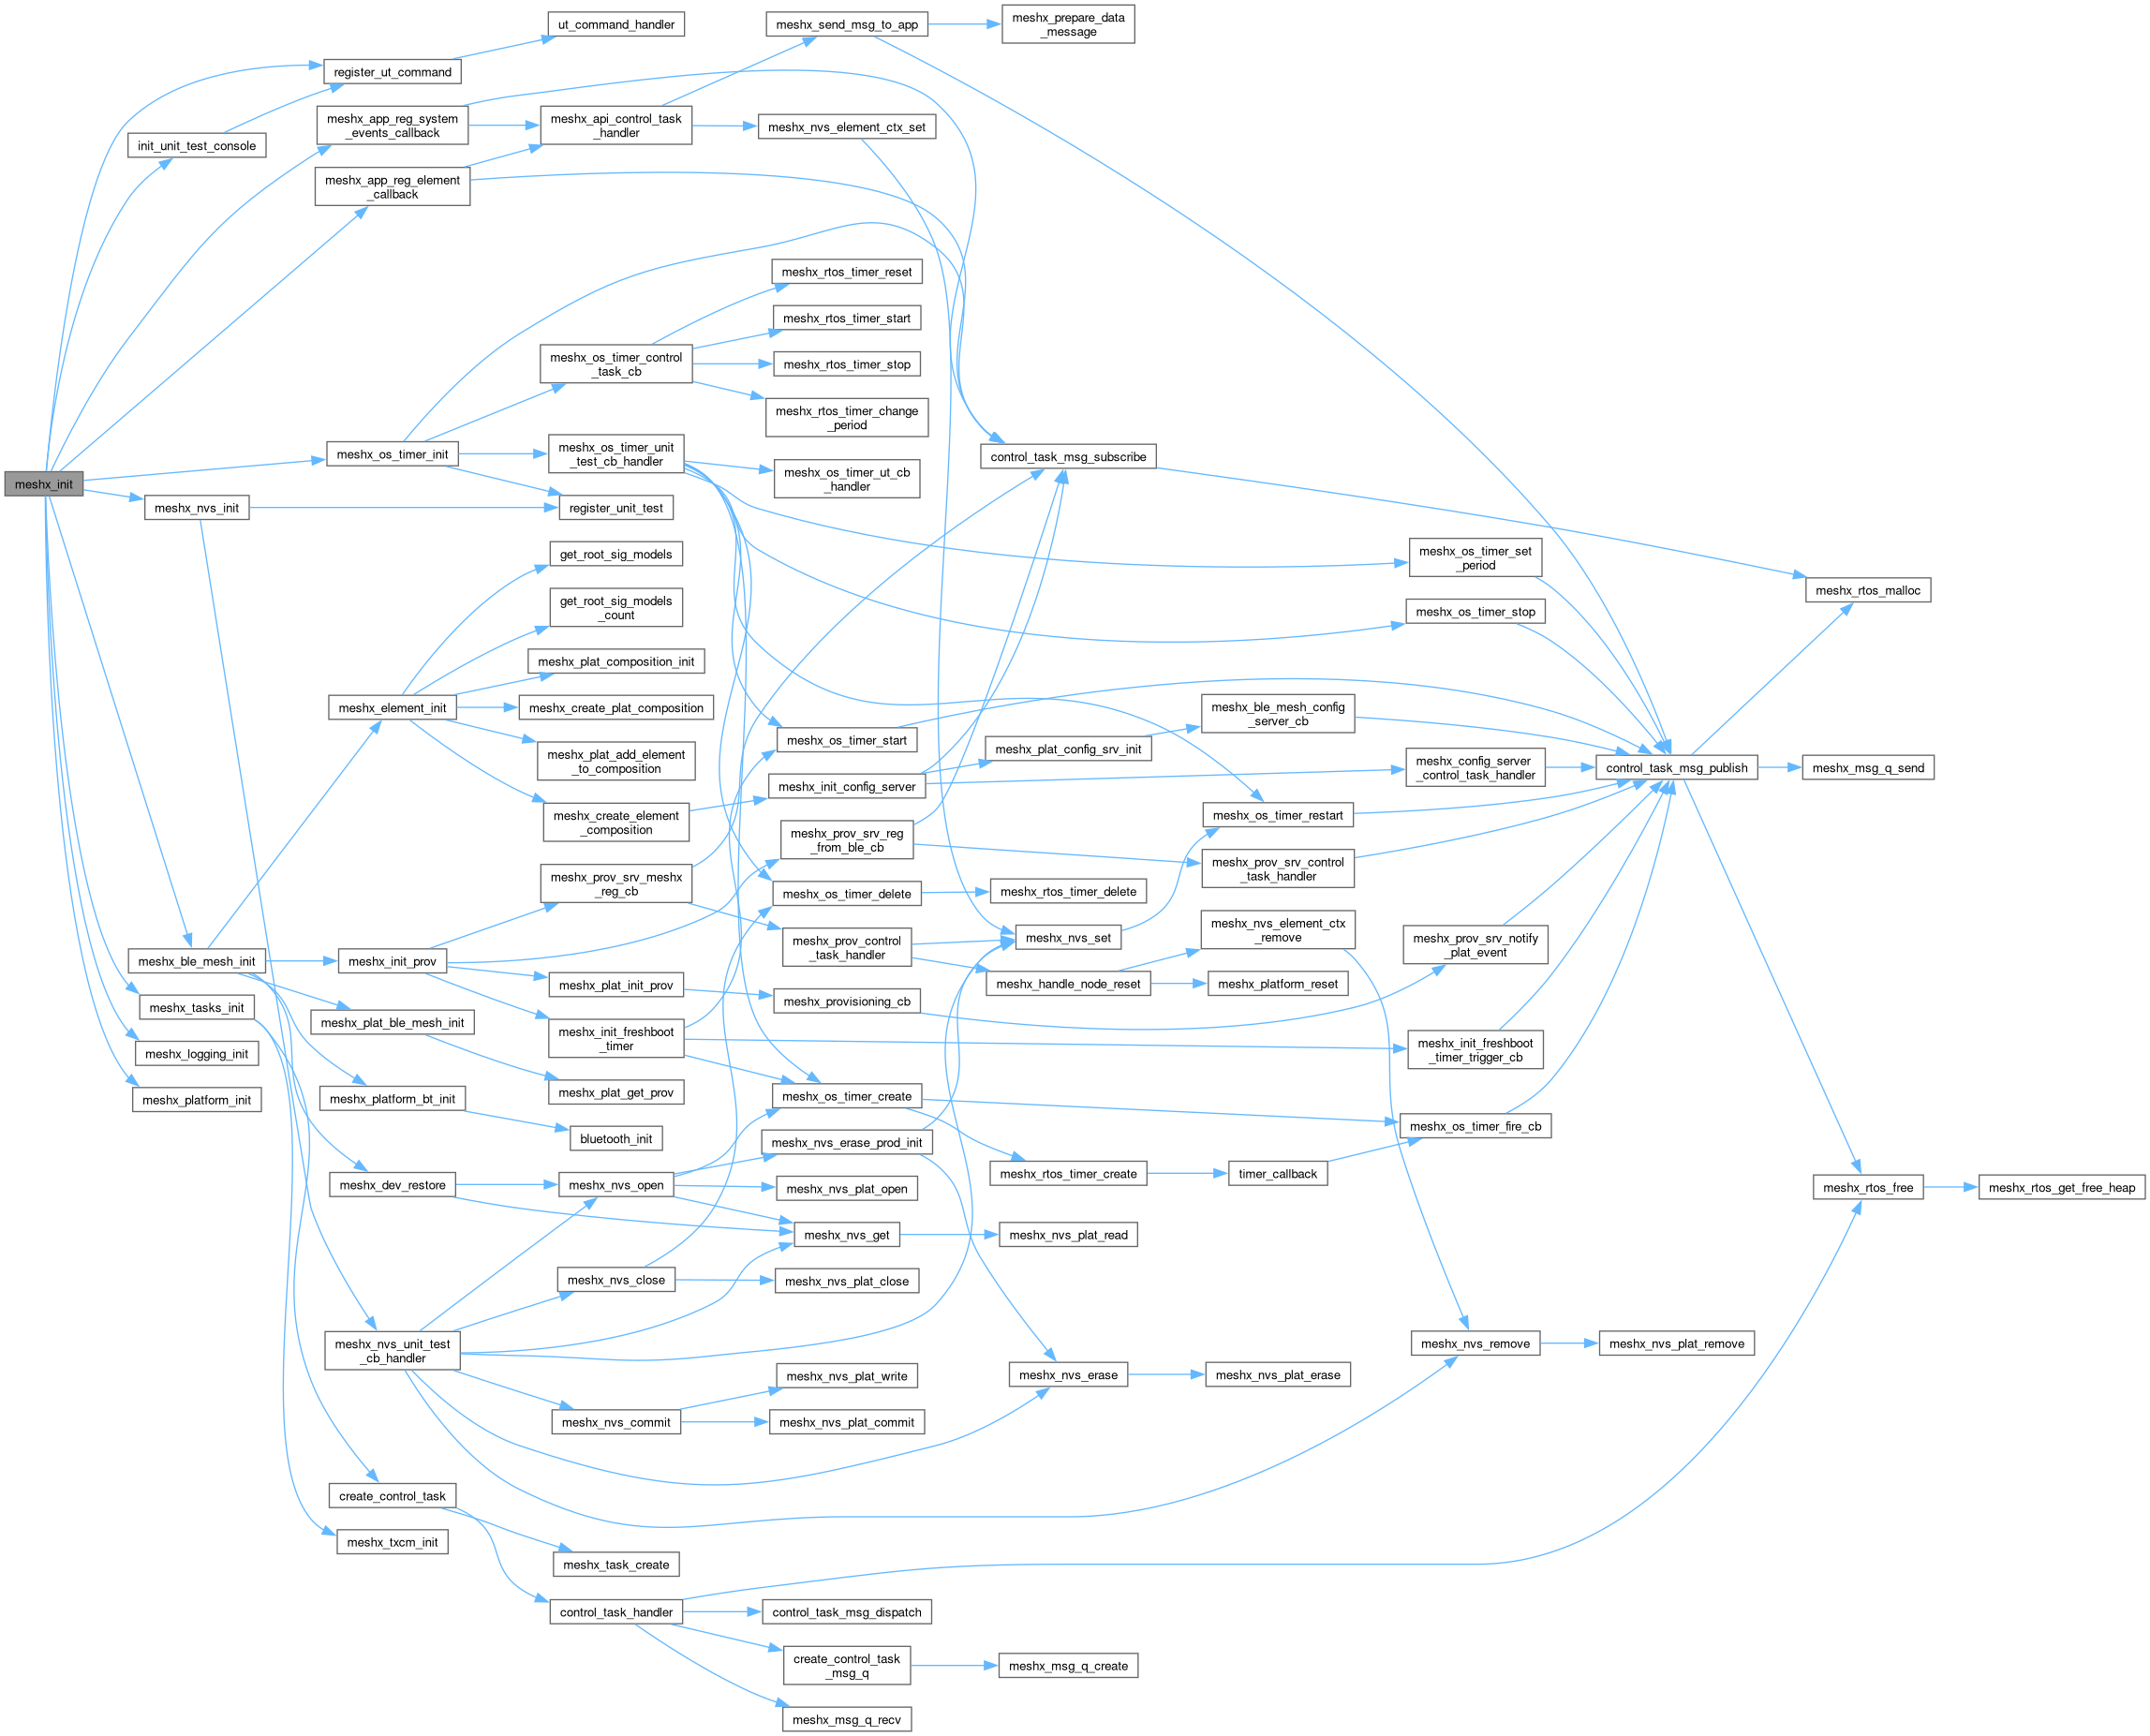 meshx_init
init_unit_test_console
meshx_nvs_init
meshx_ble_mesh_init
meshx_tasks_init
meshx_logging_init
meshx_platform_init
register_ut_command
meshx_app_reg_system
_events_callback
meshx_app_reg_element
_callback
meshx_os_timer_init
meshx_element_init
meshx_init_prov
meshx_plat_ble_mesh_init
meshx_platform_bt_init
meshx_dev_restore
meshx_nvs_unit_test
_cb_handler
create_control_task
meshx_txcm_init
ut_command_handler
meshx_api_control_task
_handler
meshx_os_timer_control
_task_cb
meshx_os_timer_unit
_test_cb_handler
register_unit_test
get_root_sig_models
get_root_sig_models
_count
meshx_plat_composition_init
meshx_create_plat_composition
meshx_plat_add_element
_to_composition
meshx_create_element
_composition
meshx_prov_srv_meshx
_reg_cb
meshx_plat_init_prov
meshx_init_freshboot
_timer
meshx_plat_get_prov
bluetooth_init
meshx_nvs_open
meshx_nvs_close
meshx_nvs_commit
meshx_task_create
control_task_handler
meshx_send_msg_to_app
meshx_nvs_element_ctx_set
meshx_rtos_timer_reset
meshx_rtos_timer_start
meshx_rtos_timer_stop
meshx_rtos_timer_change
_period
meshx_os_timer_ut_cb
_handler
meshx_os_timer_start
meshx_init_config_server
meshx_prov_srv_reg
_from_ble_cb
meshx_os_timer_delete
meshx_prov_control
_task_handler
meshx_provisioning_cb
meshx_os_timer_create
meshx_nvs_erase_prod_init
meshx_nvs_plat_open
meshx_nvs_get
meshx_nvs_plat_close
meshx_nvs_plat_write
meshx_nvs_plat_commit
control_task_msg_dispatch
create_control_task
_msg_q
meshx_msg_q_recv
meshx_prepare_data
_message
control_task_msg_subscribe
meshx_plat_config_srv_init
meshx_rtos_timer_delete
meshx_nvs_set
meshx_handle_node_reset
meshx_rtos_timer_create
meshx_nvs_plat_read
meshx_nvs_erase
meshx_msg_q_create
meshx_ble_mesh_config
_server_cb
meshx_os_timer_restart
meshx_prov_srv_control
_task_handler
meshx_nvs_element_ctx
_remove
meshx_platform_reset
timer_callback
meshx_nvs_plat_erase
meshx_os_timer_set
_period
meshx_os_timer_stop
meshx_config_server
_control_task_handler
meshx_prov_srv_notify
_plat_event
meshx_init_freshboot
_timer_trigger_cb
meshx_os_timer_fire_cb
meshx_nvs_remove
control_task_msg_publish
meshx_nvs_plat_remove
meshx_rtos_malloc
meshx_msg_q_send
meshx_rtos_free
meshx_rtos_get_free_heap